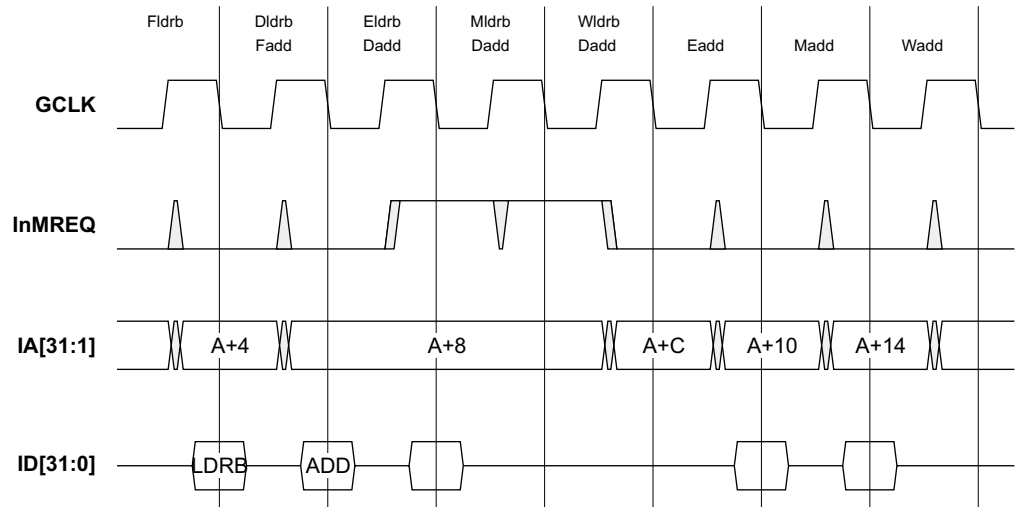 Fldrb Dldrb Eldrb Mldrb Wldrb
Fadd Dadd Dadd Dadd Eadd Madd Wadd
GCLK
InMREQ
IA[31:1] A+4 A+8 A+C A+10 A+14
ID[31:0] LDRB ADD